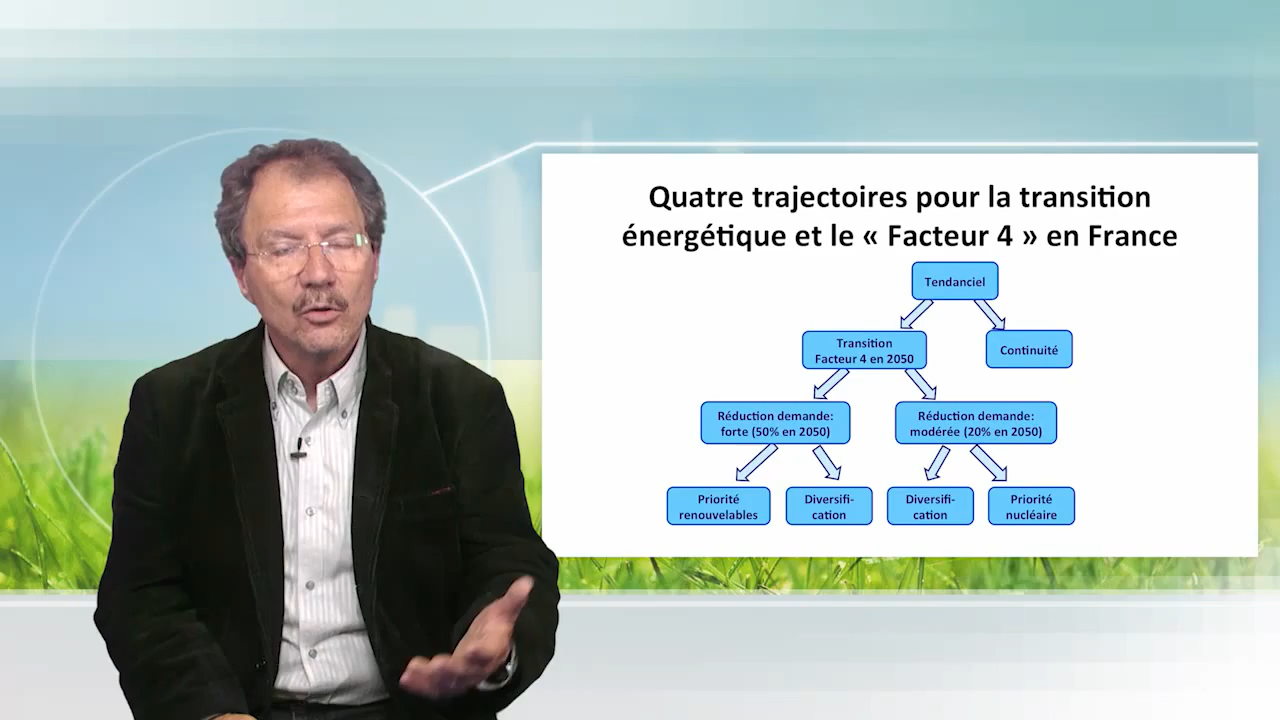 Quatre trajectoires pour la transition
énergétique et le « Facteur 4 » en France
Tendanciel
Transition
Facteur 4 en 2050
Continuité
Réduction demande:
forte (50% en 2050)
Réduction demande:
modérée (20% en 2050)
Priorité
renouvelables
Diversifi-
cation
Diversifi-
cation
Priorité
nucléaire